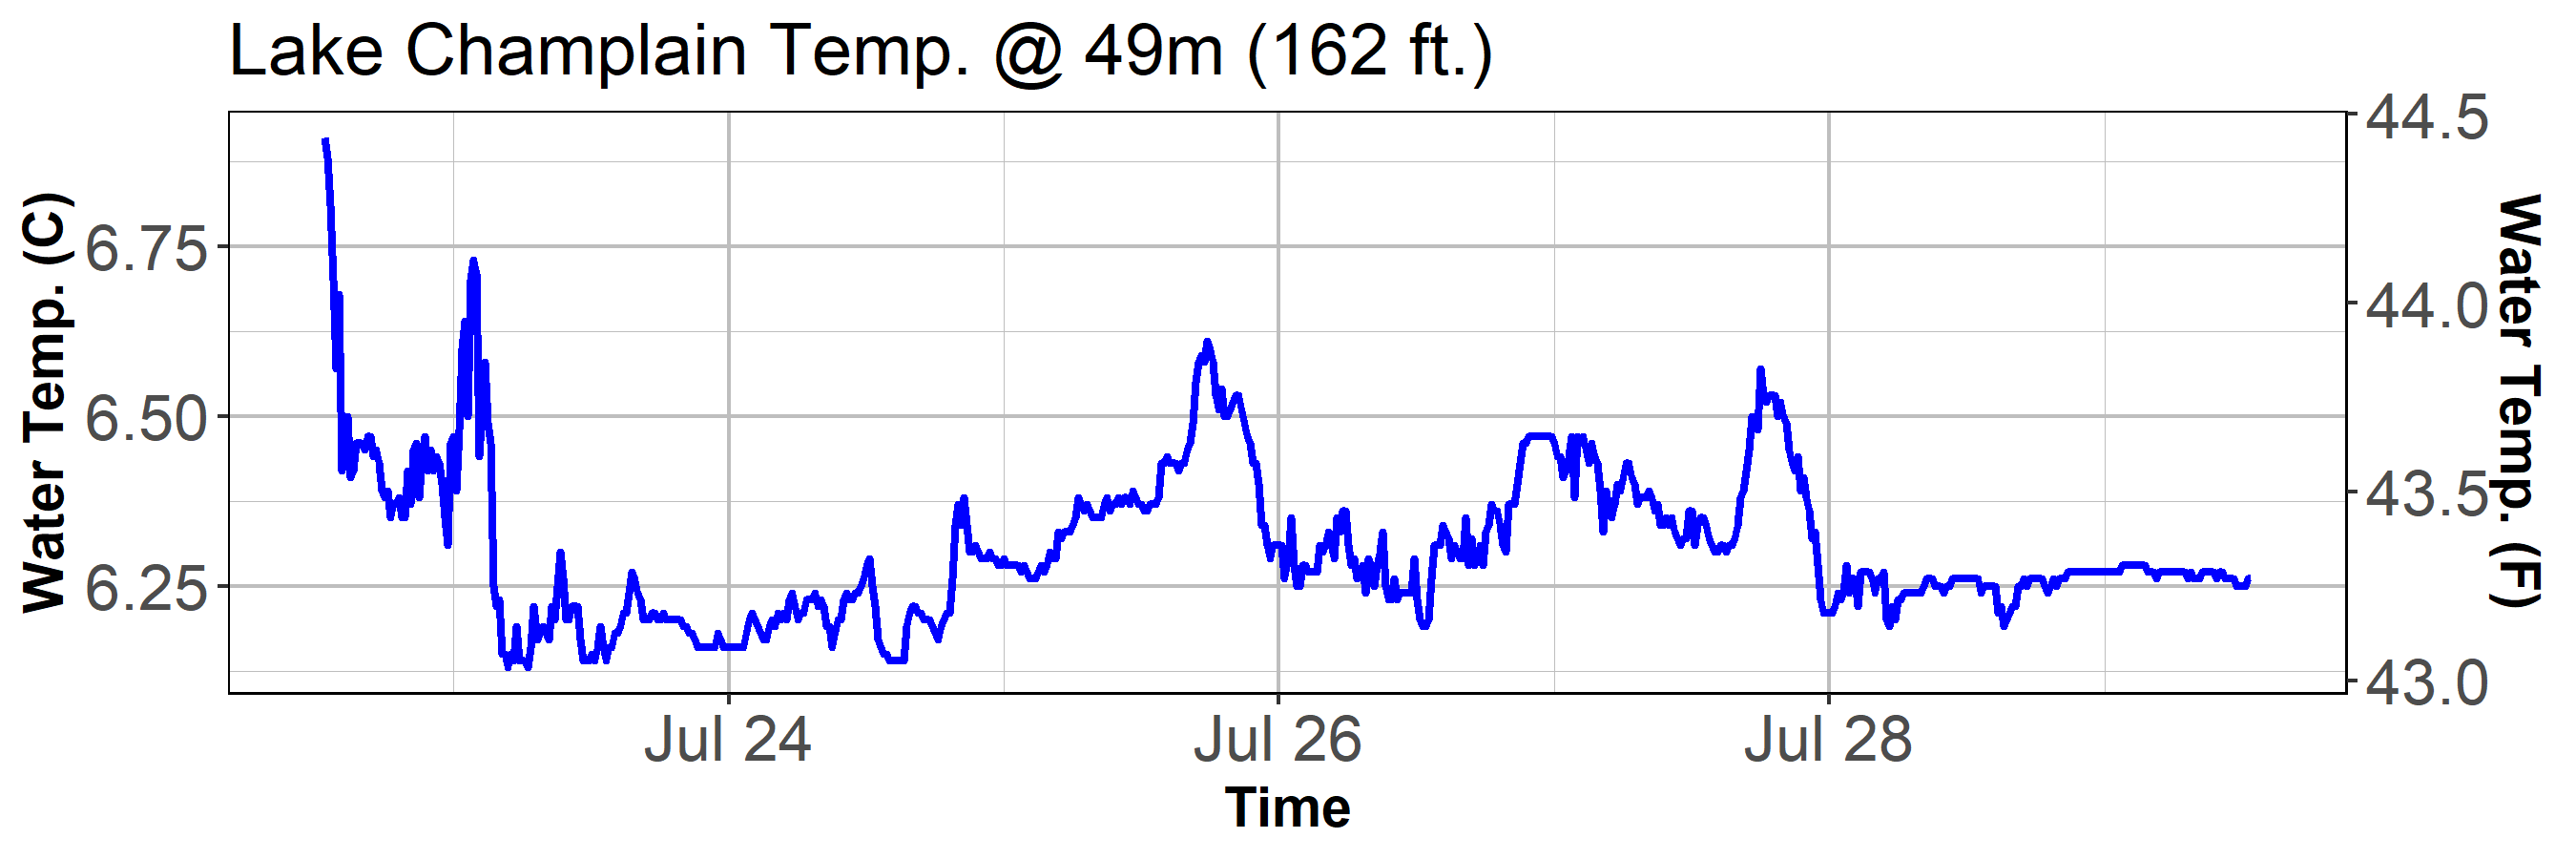 Lake Champlain Temp. @ 49m (162 ft.)
Water Temp. (C)
6.75
6.50
6.25
44.5
44.0
43.5
43.0
Water Temp. (F)
Jul 24 Jul 26 Jul 28
Time